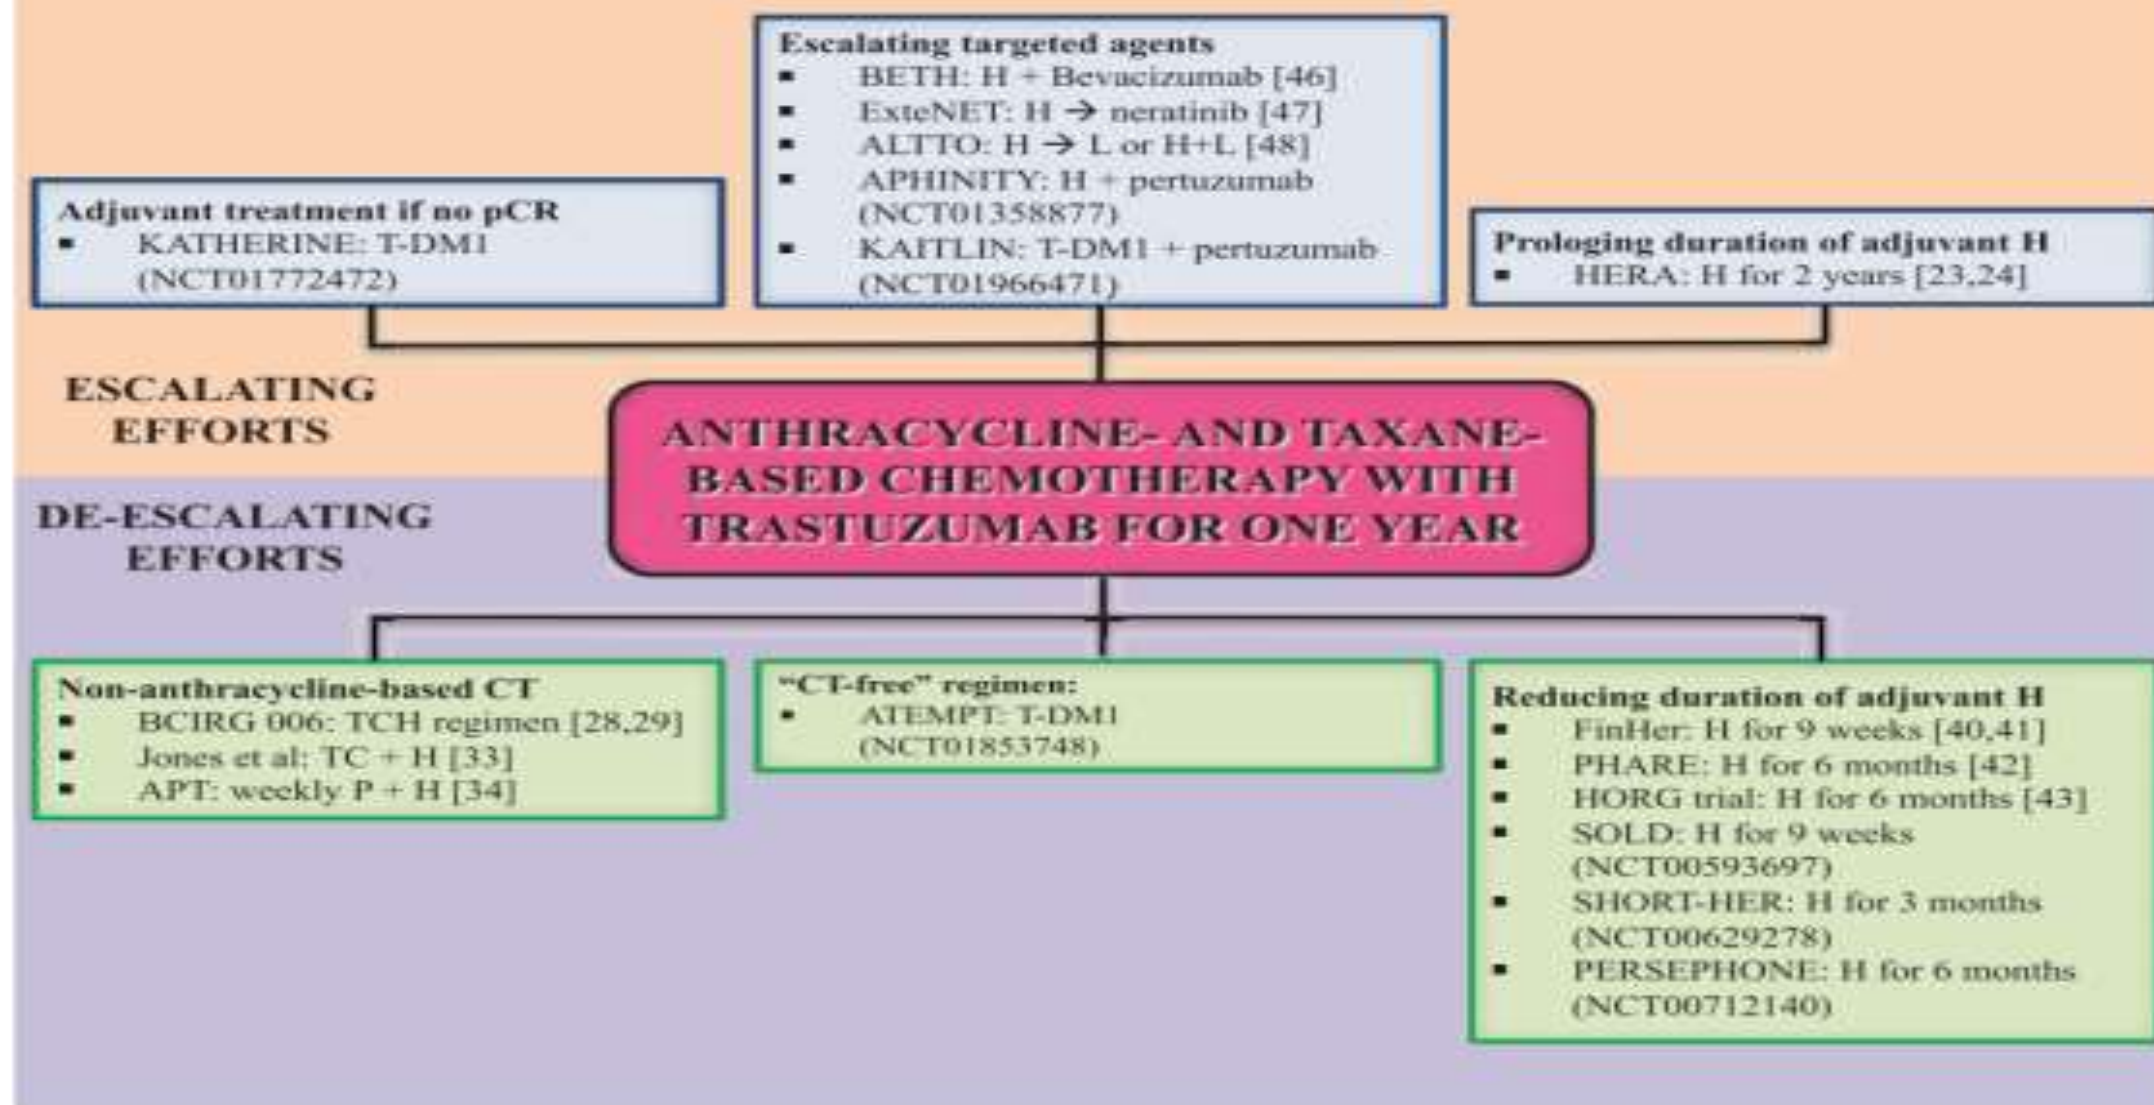 Escalating targeted agents
▪ BETH: H + Bevacizumab [46]
▪ ExteNET: H → neratinib [47]
▪ ALTTO: H → L or H+L [48]
▪ APHINITY: H + pertuzumab
(NCT01358877)
▪ KAITLIN: T-DM1 + pertuzumab
(NCT01966471)
Adjuvant treatment if no pCR
▪ KATHERINE: T-DM1
(NCT01772472)
Prologing duration of adjuvant H
▪ HERA: H for 2 years [23,24]
ESCALATING
EFFORTS
ANTHRACYCLINE- AND TAXANE-
BASED CHEMOTHERAPY WITH
TRASTUZUMAB FOR ONE YEAR
DE-ESCALATING
EFFORTS
Non-anthracycline-based CT
▪ BCIRG 006: TCH regimen [28,29]
▪ Jones et al: TC + H [33]
▪ APT: weekly P + H [34]
“CT-free” regimen:
▪ ATEMPT: T-DM1
(NCT01853748)
Reducing duration of adjuvant H
▪ FinHer: H for 9 weeks [40,41]
▪ PHARE: H for 6 months [42]
▪ HORG trial: H for 6 months [43]
▪ SOLD: H for 9 weeks
(NCT00593697)
▪ SHORT-HER: H for 3 months
(NCT00629278)
▪ PERSEPHONE: H for 6 months
(NCT00712140)